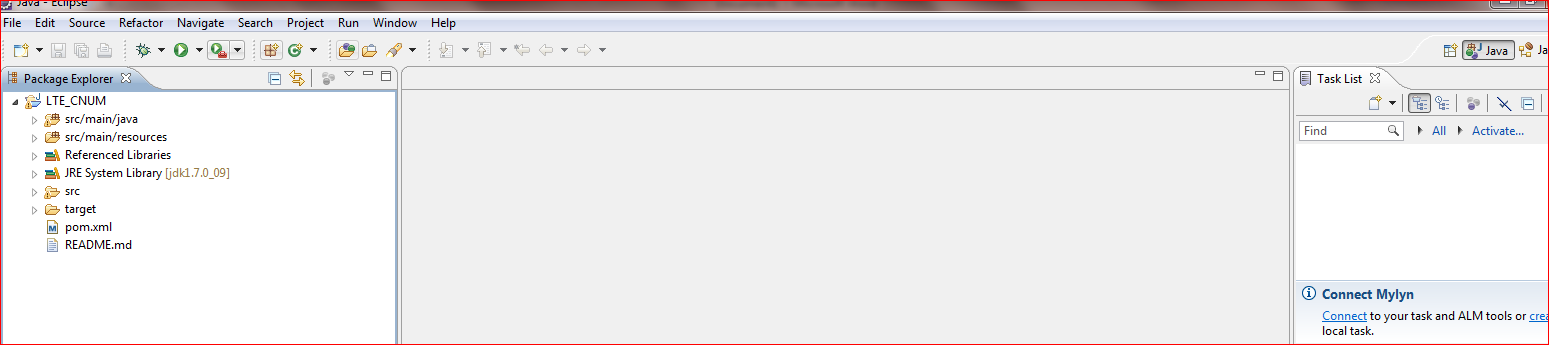 Java - Eclipse
File Edit Source Refactor Navigate Search Project Run Window Help
Java Ja
Package Explorer
Task List
LTE_CNUM
src/main/java
src/main/resources
Referenced Libraries
JRE System Library [jdk1.7.0_09]
src
target
pom.xml
README.md
Find All Activate...
Connect Mylyn
Connect to your task and ALM tools or crea
local task.